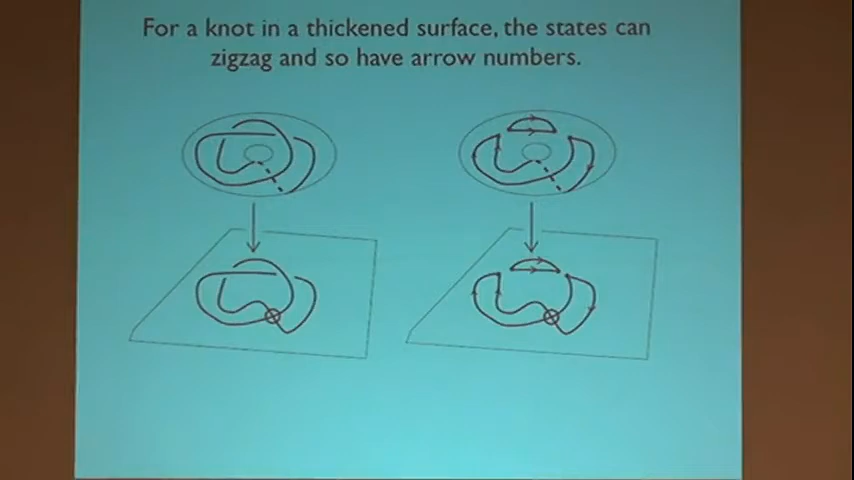 For a knot in a thickened surface, the states can
zigzag and so have arrow numbers.